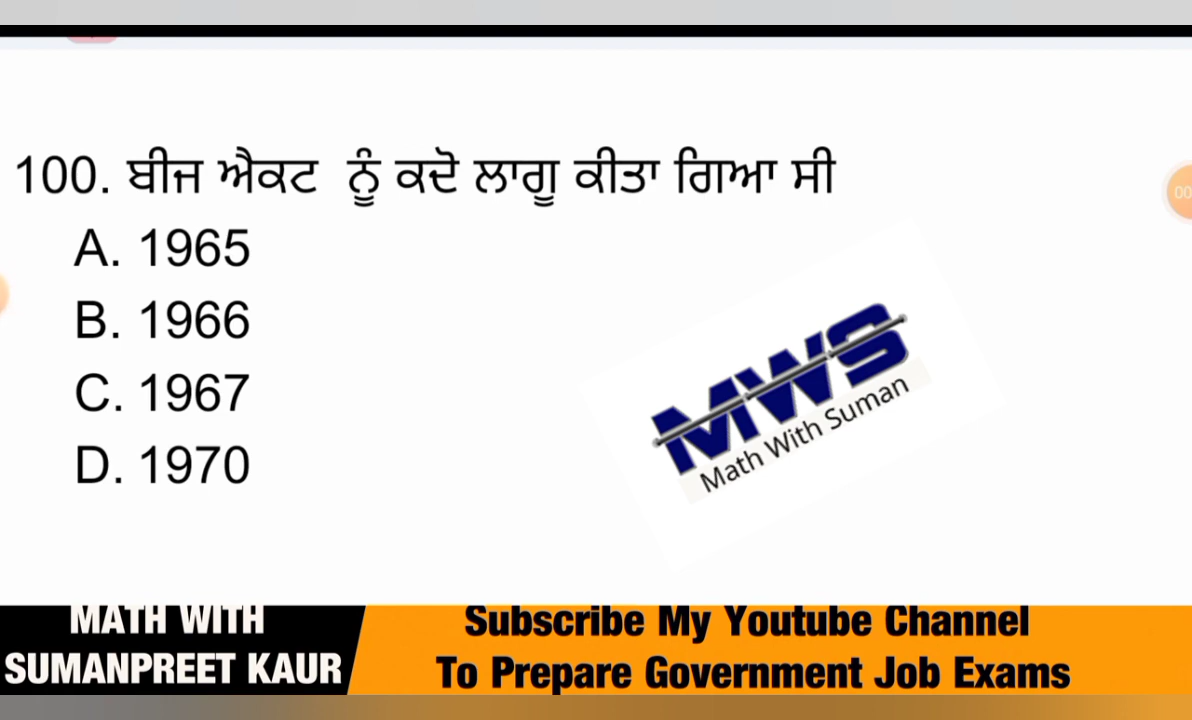 100. ਬੀਜ ਐਕਟ ਨੂੰ ਕਦੋ ਲਾਗੂ ਕੀਤਾ ਗਿਆ ਸੀ
A. 1965
B. 1966
C. 1967
D. 1970
MWS
Math With Suman
MATH WITH
SUMANPREET KAUR
Subscribe My Youtube Channel
To Prepare Government Job Exams